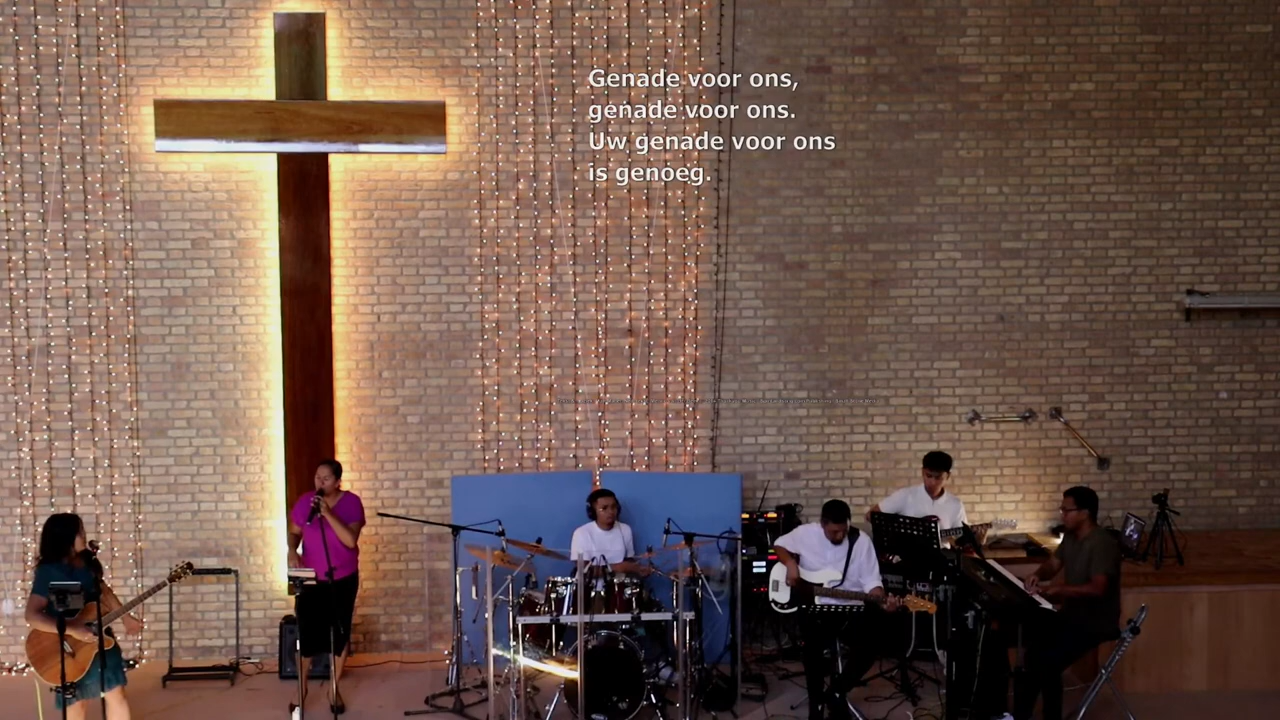 Genade voor ons,
genade voor ons.
Uw genade voor ons
is genoeg.